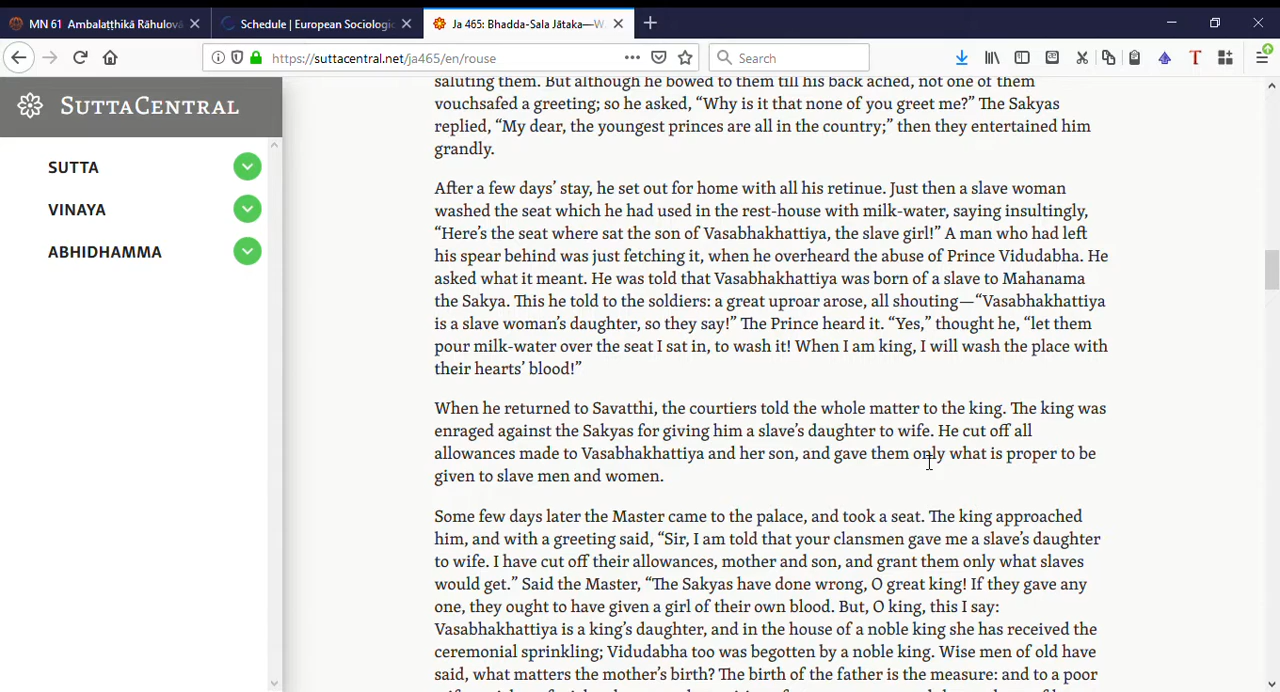 MN 61 Ambalaṭṭhikā Rāhulov
Schedule | European Sociologi
Ja 465: Bhadda-Sala Jātaka—W
https://suttacentral.net/ja465/en/rouse
Search
SUTTACENTRAL
SUTTA
VINAYA
ABHIDHAMMA
saluting them. But although he bowed to them till his back ached, not one of them
vouchsafed a greeting; so he asked, “Why is it that none of you greet me?” The Sakyas
replied, “My dear, the youngest princes are all in the country;” then they entertained him
grandly.
After a few days’ stay, he set out for home with all his retinue. Just then a slave woman
washed the seat which he had used in the rest-house with milk-water, saying insultingly,
“Here’s the seat where sat the son of Vasabhakhattiya, the slave girl!” A man who had left
his spear behind was just fetching it, when he overheard the abuse of Prince Vidudabha. He
asked what it meant. He was told that Vasabhakhattiya was born of a slave to Mahanama
the Sakya. This he told to the soldiers: a great uproar arose, all shouting—“Vasabhakhattiya
is a slave woman’s daughter, so they say!” The Prince heard it. “Yes,” thought he, “let them
pour milk-water over the seat I sat in, to wash it! When I am king, I will wash the place with
their hearts’ blood!”
When he returned to Savatthi, the courtiers told the whole matter to the king. The king was
enraged against the Sakyas for giving him a slave’s daughter to wife. He cut off all
allowances made to Vasabhakhattiya and her son, and gave them only what is proper to be
given to slave men and women.
Some few days later the Master came to the palace, and took a seat. The king approached
him, and with a greeting said, “Sir, I am told that your clansmen gave me a slave’s daughter
to wife. I have cut off their allowances, mother and son, and grant them only what slaves
would get.” Said the Master, “The Sakyas have done wrong, O great king! If they gave any
one, they ought to have given a girl of their own blood. But, O king, this I say:
Vasabhakhattiya is a king’s daughter, and in the house of a noble king she has received the
ceremonial sprinkling; Vidudabha too was begotten by a noble king. Wise men of old have
said, what matters the mother’s birth? The birth of the father is the measure: and to a poor